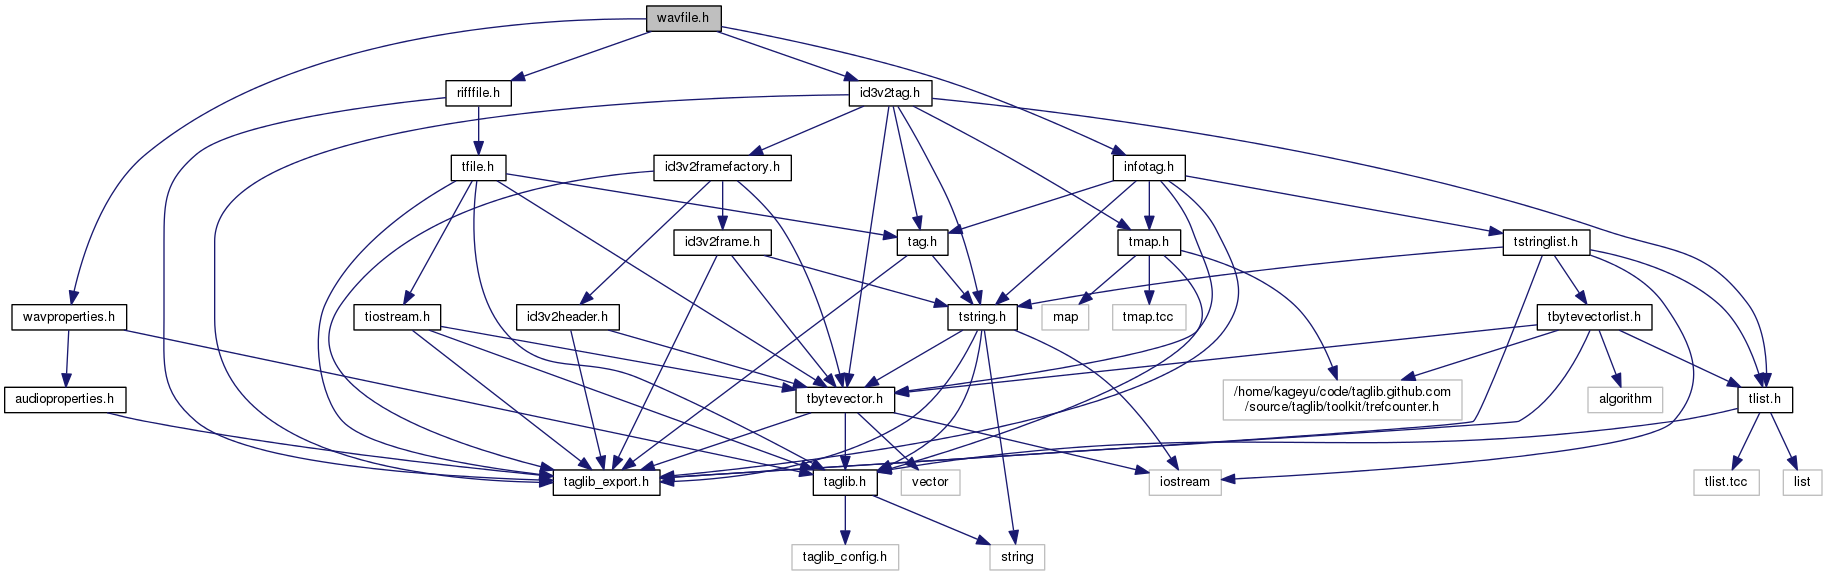 wavfile.h
rifffile.h
id3v2tag.h
tfile.h
id3v2framefactory.h
infotag.h
id3v2frame.h
tag.h
tmap.h
tstringlist.h
wavproperties.h
tiostream.h
id3v2header.h
tstring.h
map
tmap.tcc
tbytevectorlist.h
audioproperties.h
tbytevector.h
/home/kageyu/code/taglib.github.com
/source/taglib/toolkit/trefcounter.h
algorithm
tlist.h
taglib_export.h
taglib.h
vector
iostream
tlist.tcc
list
taglib_config.h
string